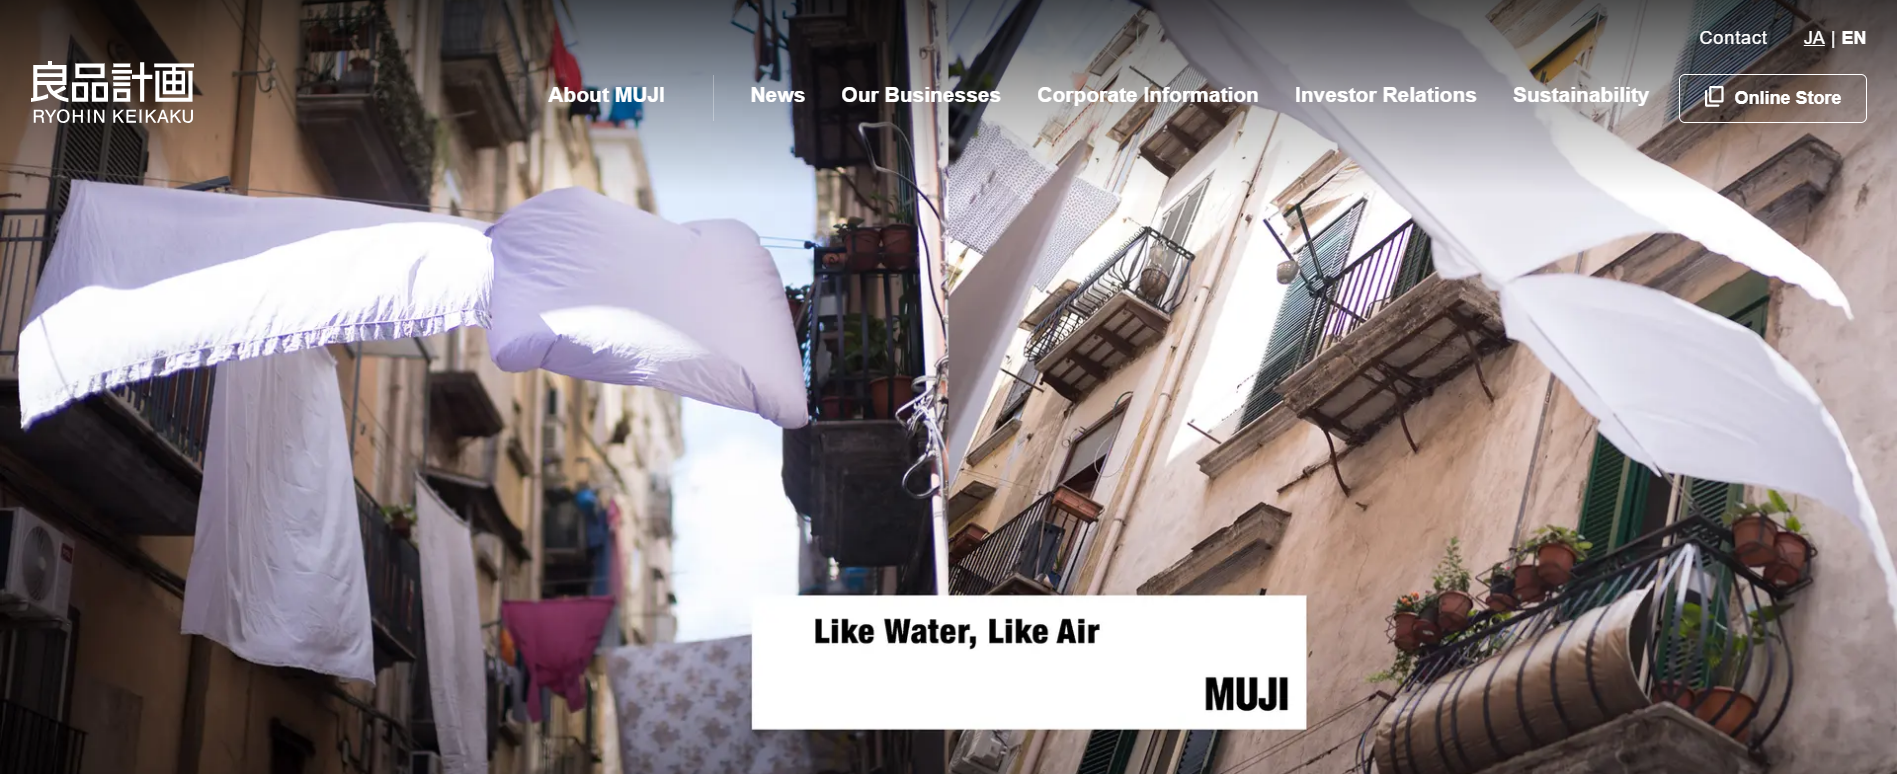 Contact JA | EN
良品計画
RYOHIN KEIKAKU
About MUJI News Our Businesses Corporate Information Investor Relations Sustainability Online Store
Like Water, Like Air
MUJI